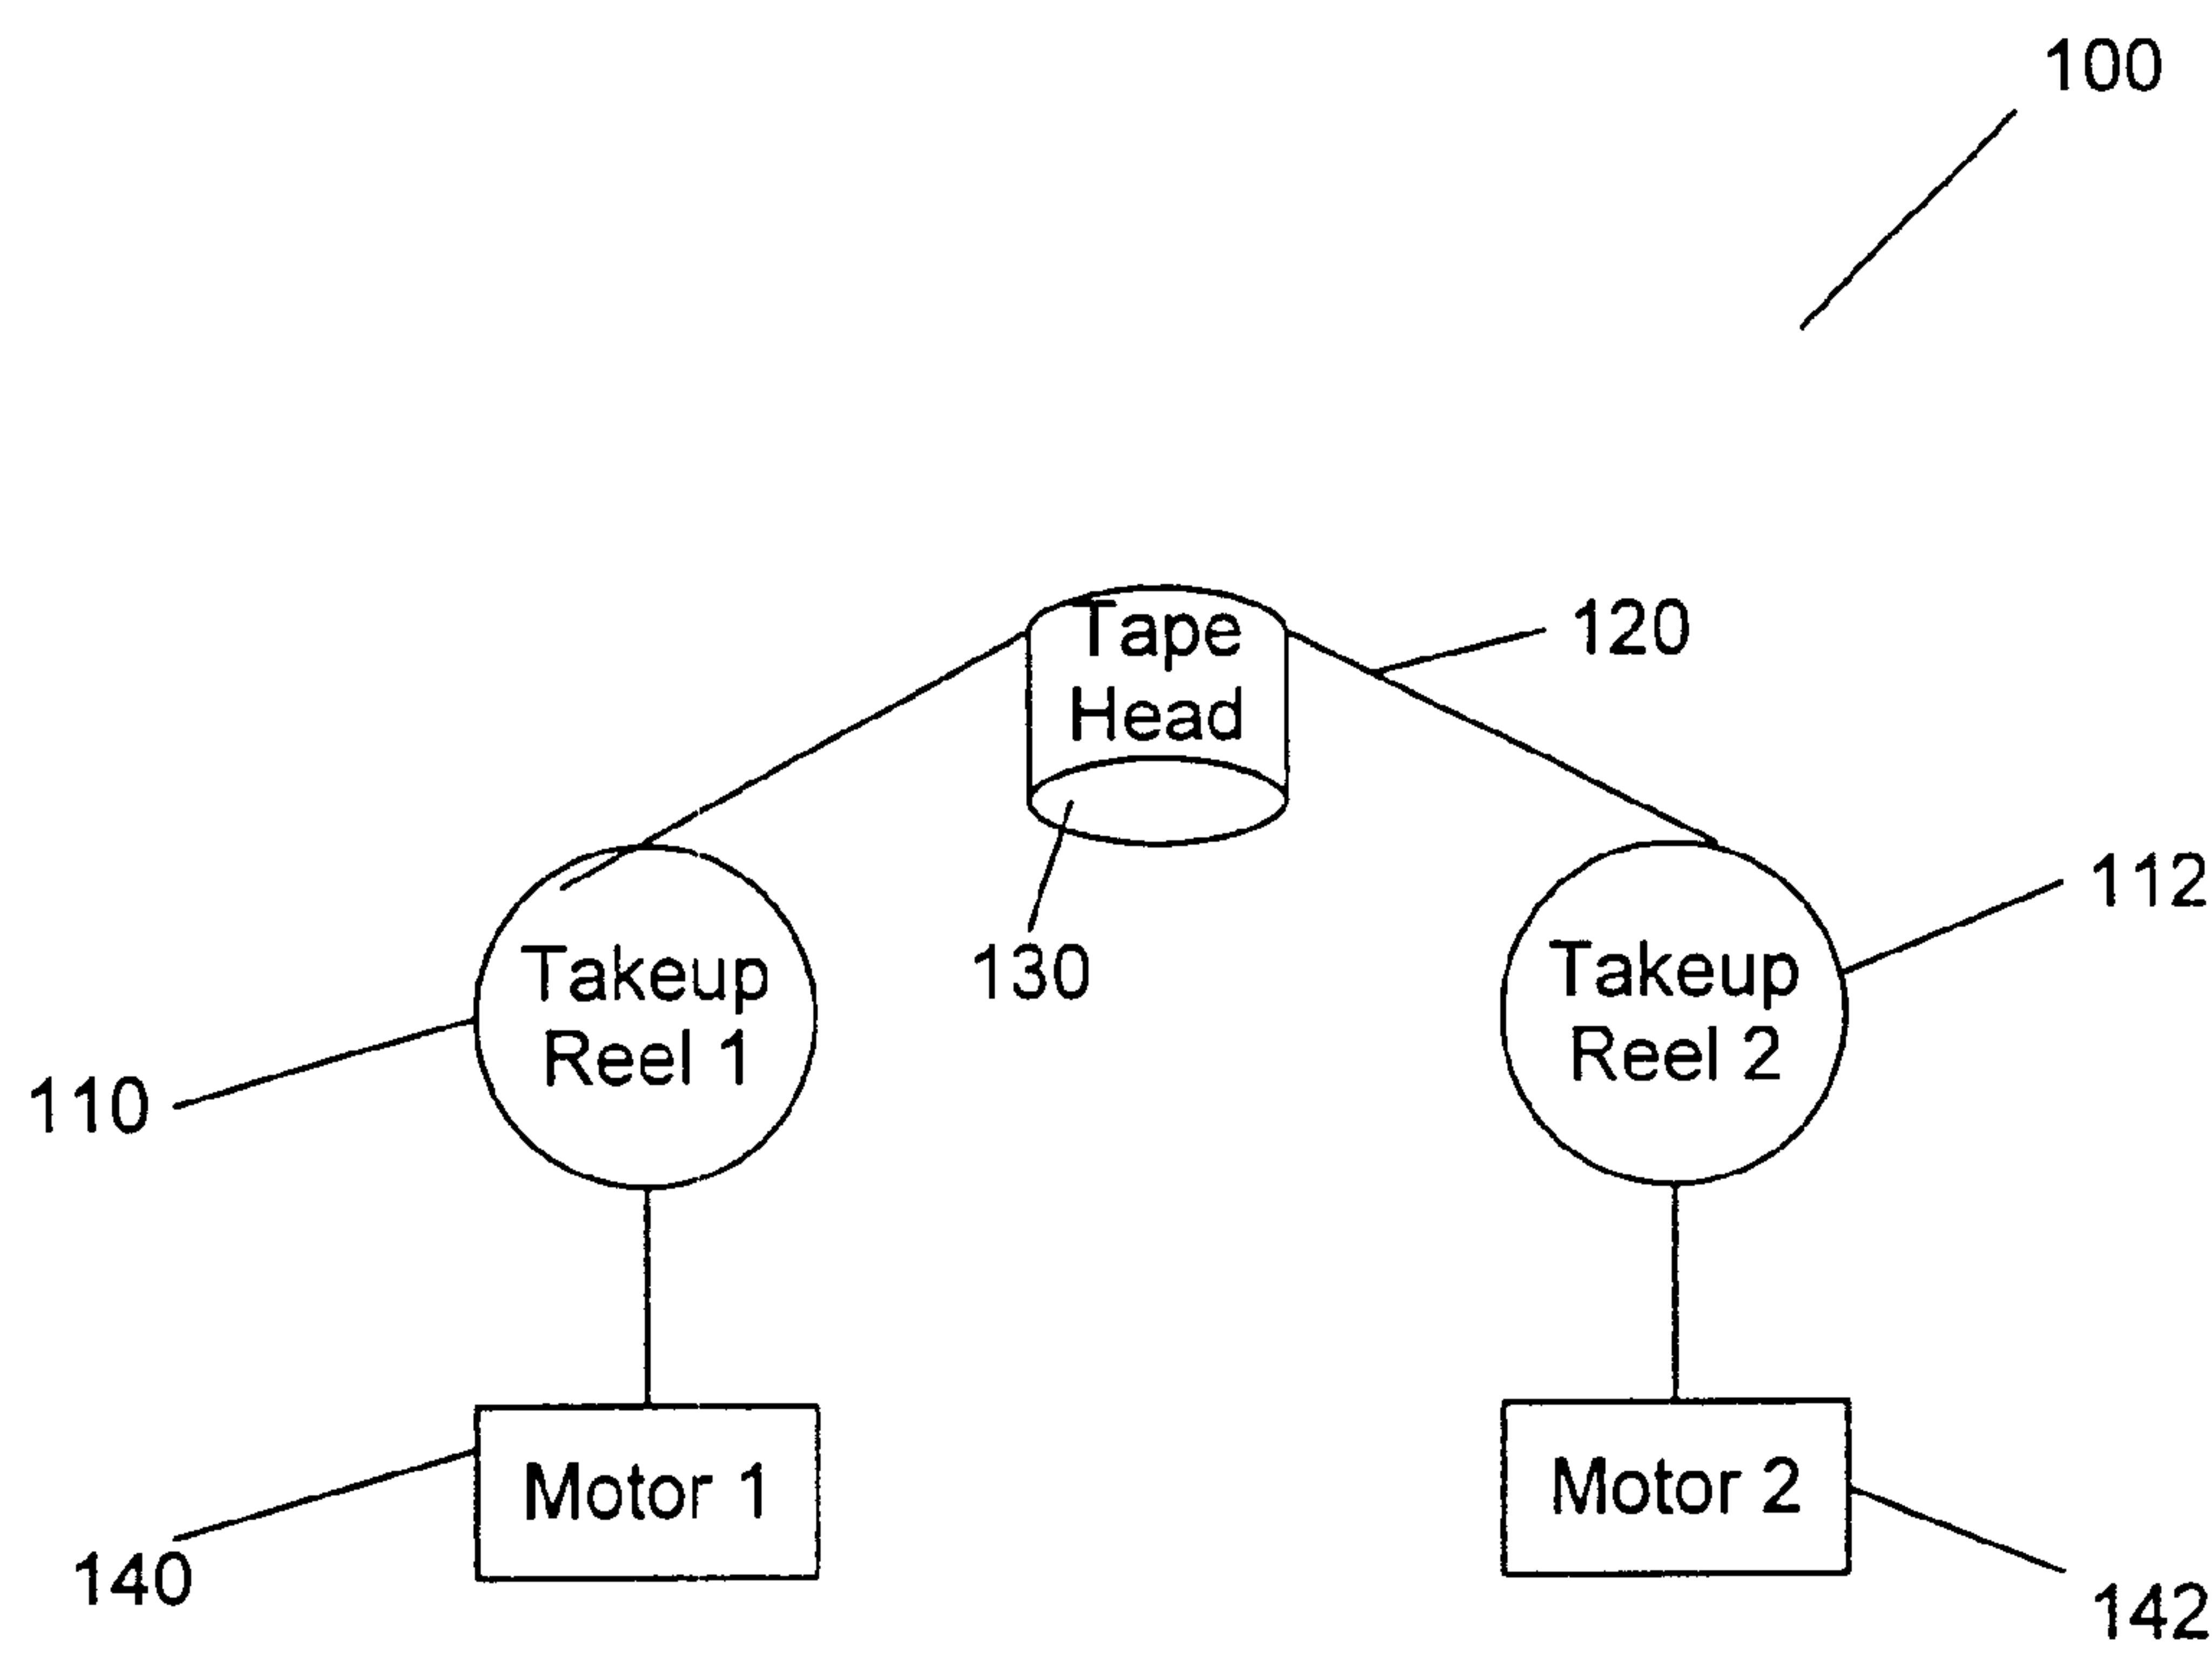 100
Tape
Head
120
130
112
Takeup
Reel 1
Takeup
Reel 2
110
Motor 1
Motor 2
140
142